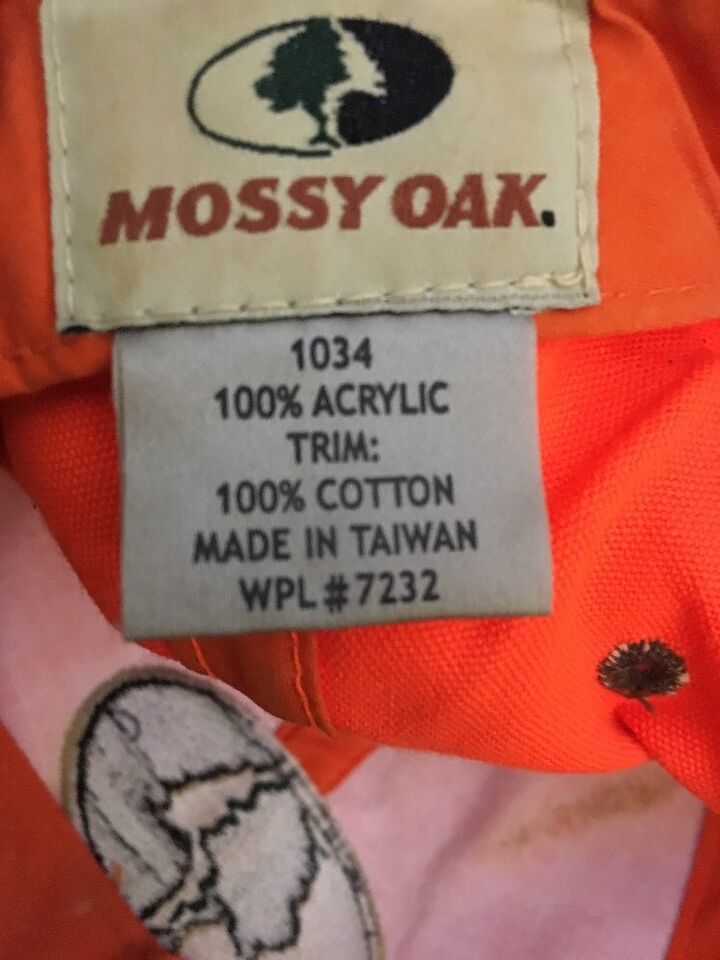 MOSSY OAK.
1034
100% ACRYLIC
TRIM:
100% COTTON
MADE IN TAIWAN
WPL#7232